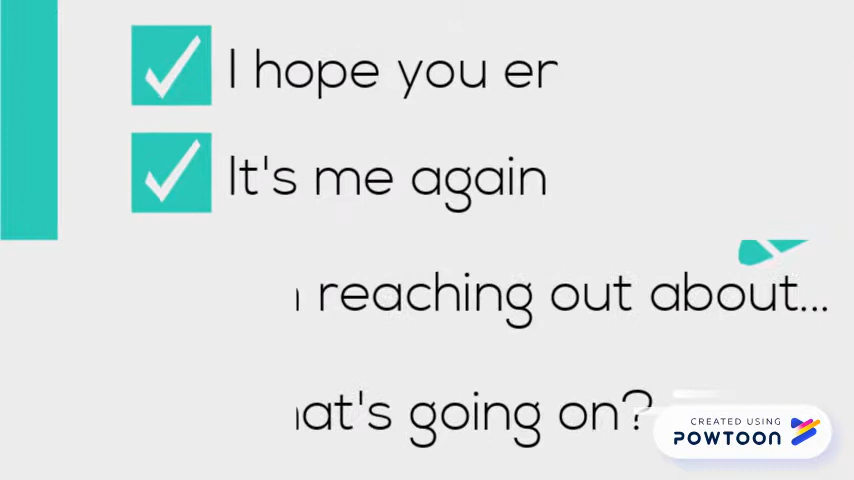 I hope you er
It's me again
reaching out about...
at's going on?
CREATED USING
POWTOON